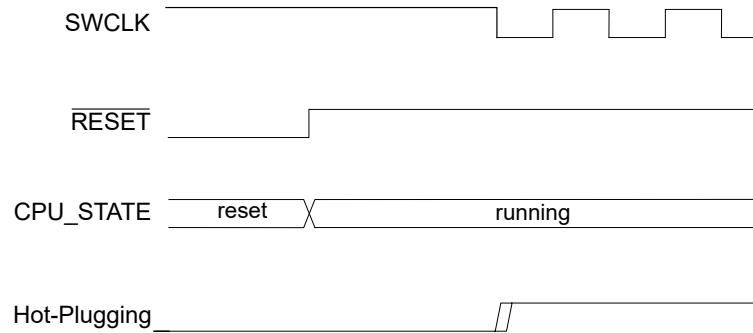 SWCLK
RESET
CPU_STATE reset running
Hot-Plugging